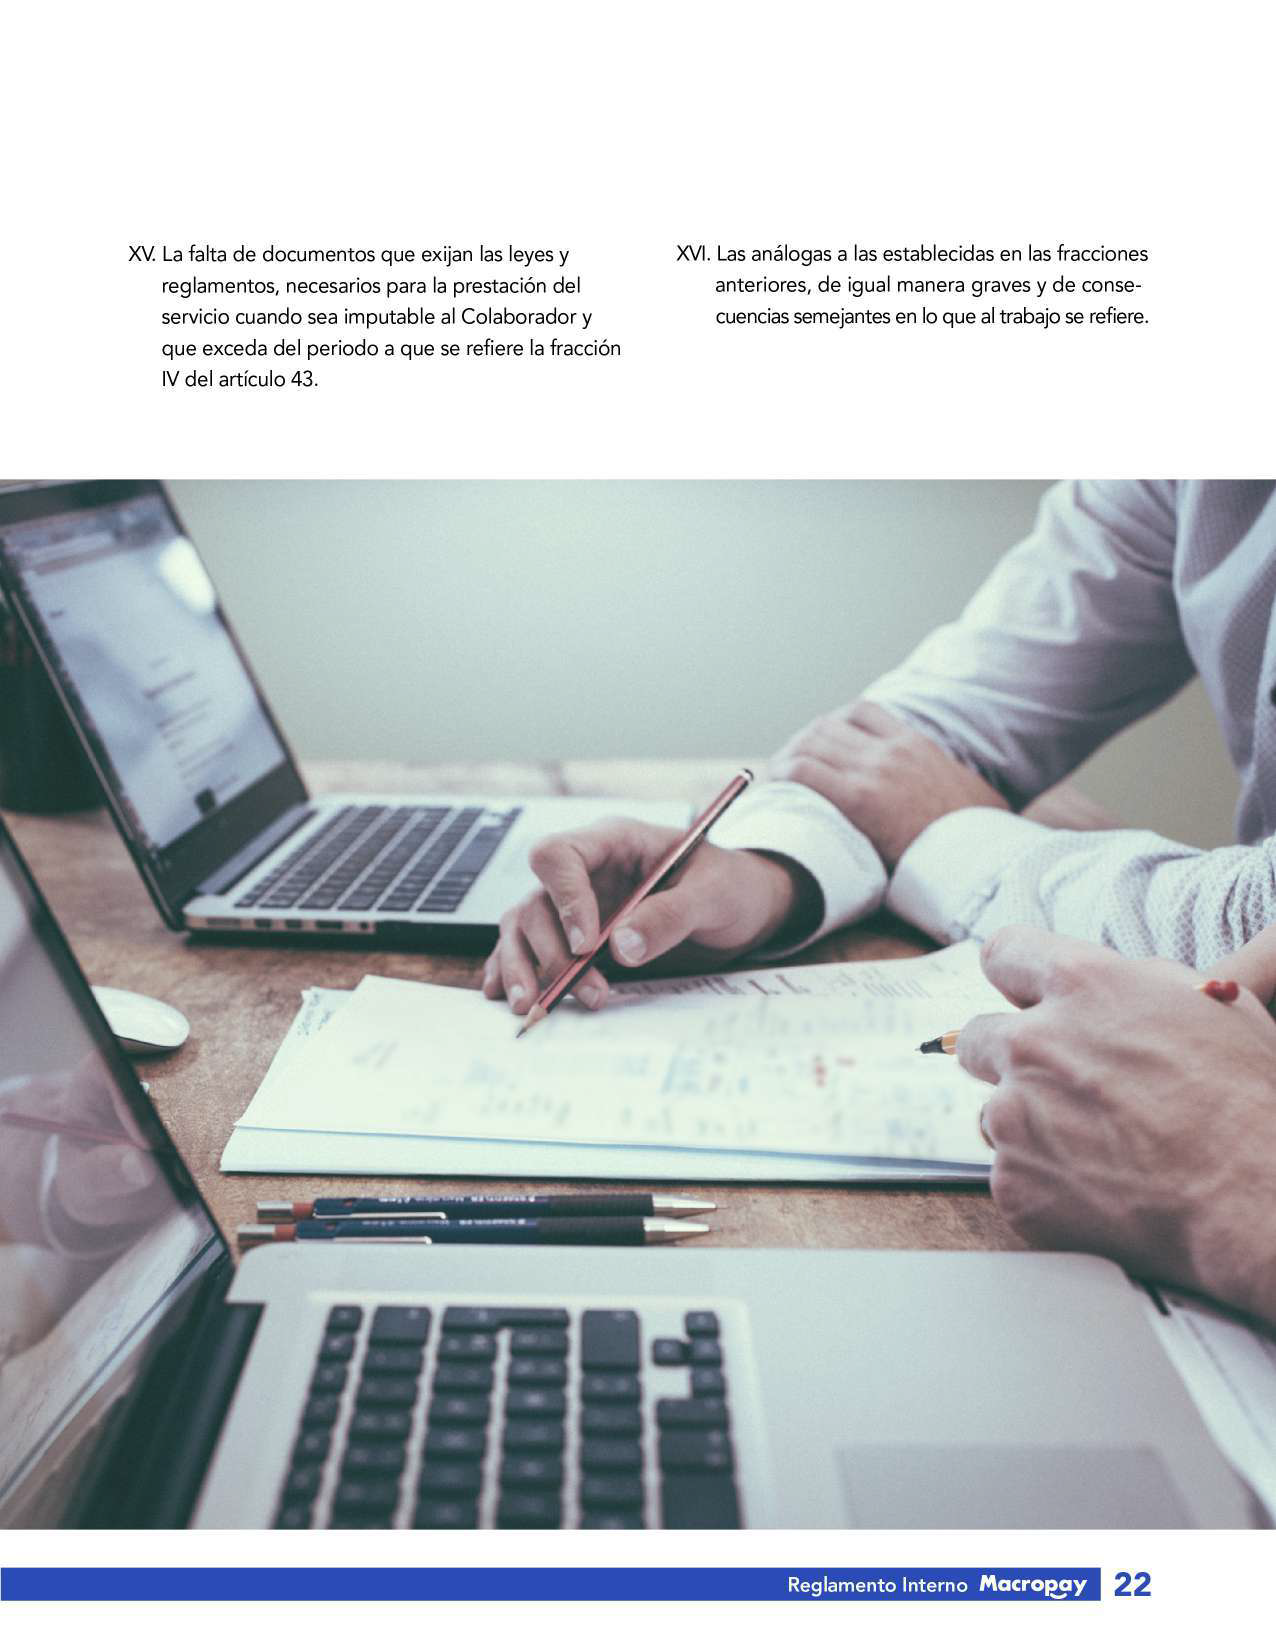 XV. La falta de documentos que exijan las leyes y
reglamentos, necesarios para la prestación del
servicio cuando sea imputable al Colaborador y
que exceda del periodo a que se refiere la fracción
IV del artículo 43.
XVI. Las análogas a las establecidas en las fracciones
anteriores, de igual manera graves y de conse-
cuencias semejantes en lo que al trabajo se refiere.
Reglamento Interno Macropay 22